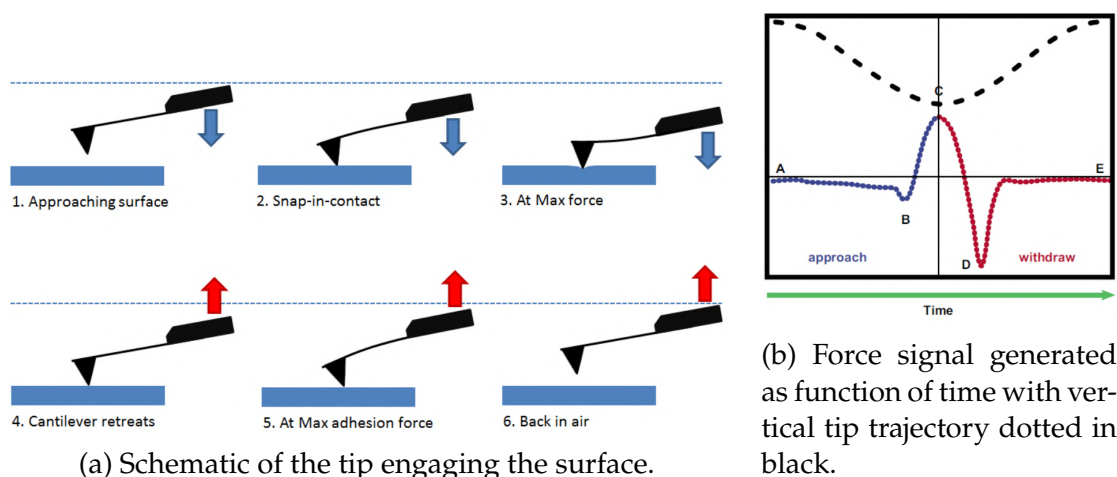 1. Approaching surface
2. Snap-in-contact
3. At Max force
4. Cantilever retreats
5. At Max adhesion force
6. Back in air
(a) Schematic of the tip engaging the surface.
C
A
E
B
approach
D
withdraw
Time
(b) Force signal generated
as function of time with ver-
tical tip trajectory dotted in
black.